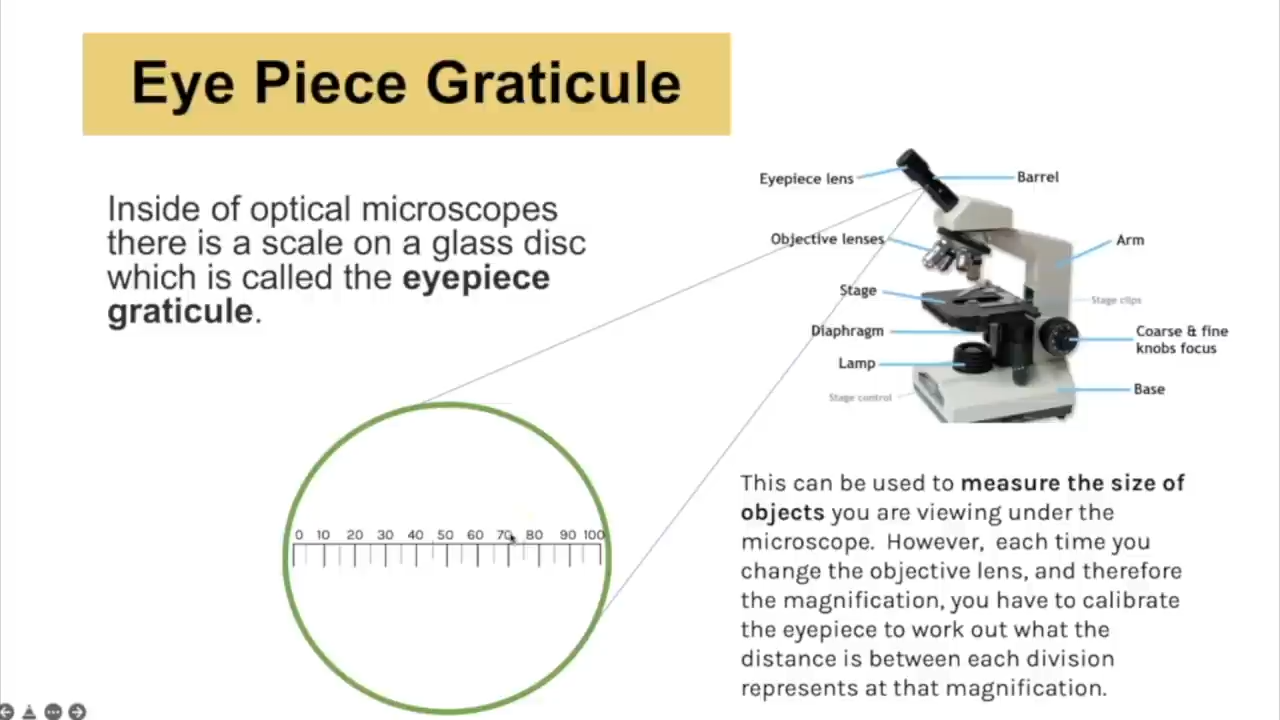 Eye Piece Graticule
Inside of optical microscopes
there is a scale on a glass disc
which is called the eyepiece
graticule.
Eyepiece lens
Barrel
Objective lenses
Arm
Stage
Stage clips
Diaphragm
Coarse & fine
knobs focus
Lamp
Base
Stage control
0 10 20 30 40 50 60 70 80 90 100
This can be used to measure the size of
objects you are viewing under the
microscope. However, each time you
change the objective lens, and therefore
the magnification, you have to calibrate
the eyepiece to work out what the
distance is between each division
represents at that magnification.